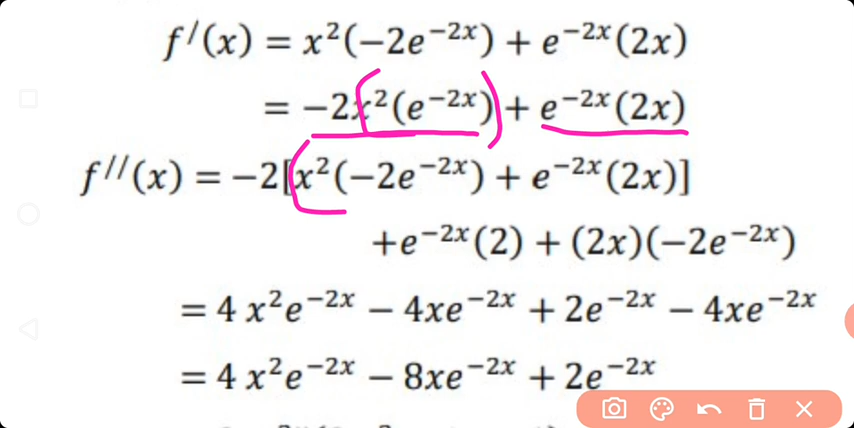 f′(x) = x²(−2e⁻²ˣ) + e⁻²ˣ(2x)
= −2x²(e⁻²ˣ) + e⁻²ˣ(2x)
f′′(x) = −2[x²(−2e⁻²ˣ) + e⁻²ˣ(2x)]
+e⁻²ˣ(2) + (2x)(−2e⁻²ˣ)
= 4 x²e⁻²ˣ − 4xe⁻²ˣ + 2e⁻²ˣ − 4xe⁻²ˣ
= 4 x²e⁻²ˣ − 8xe⁻²ˣ + 2e⁻²ˣ